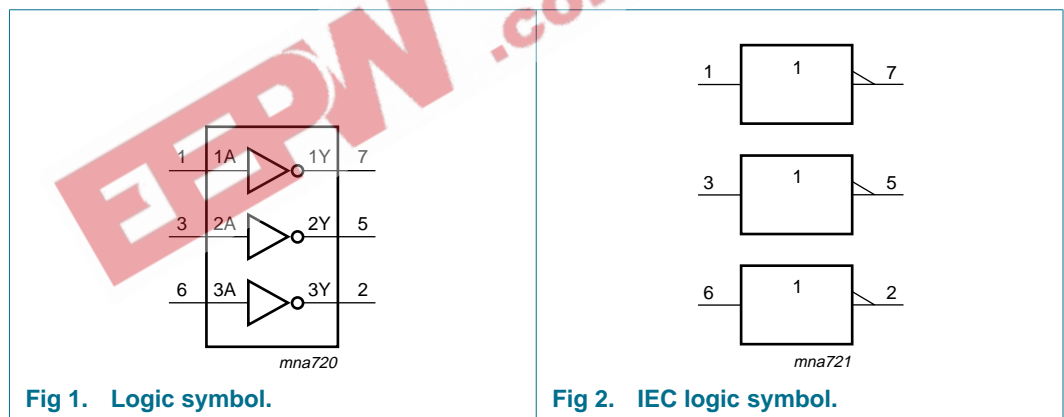 EEPW .com
1 1A 1Y 7
3 2A 2Y 5
6 3A 3Y 2
mna720
Fig 1. Logic symbol.
1 1 7
3 1 5
6 1 2
mna721
Fig 2. IEC logic symbol.